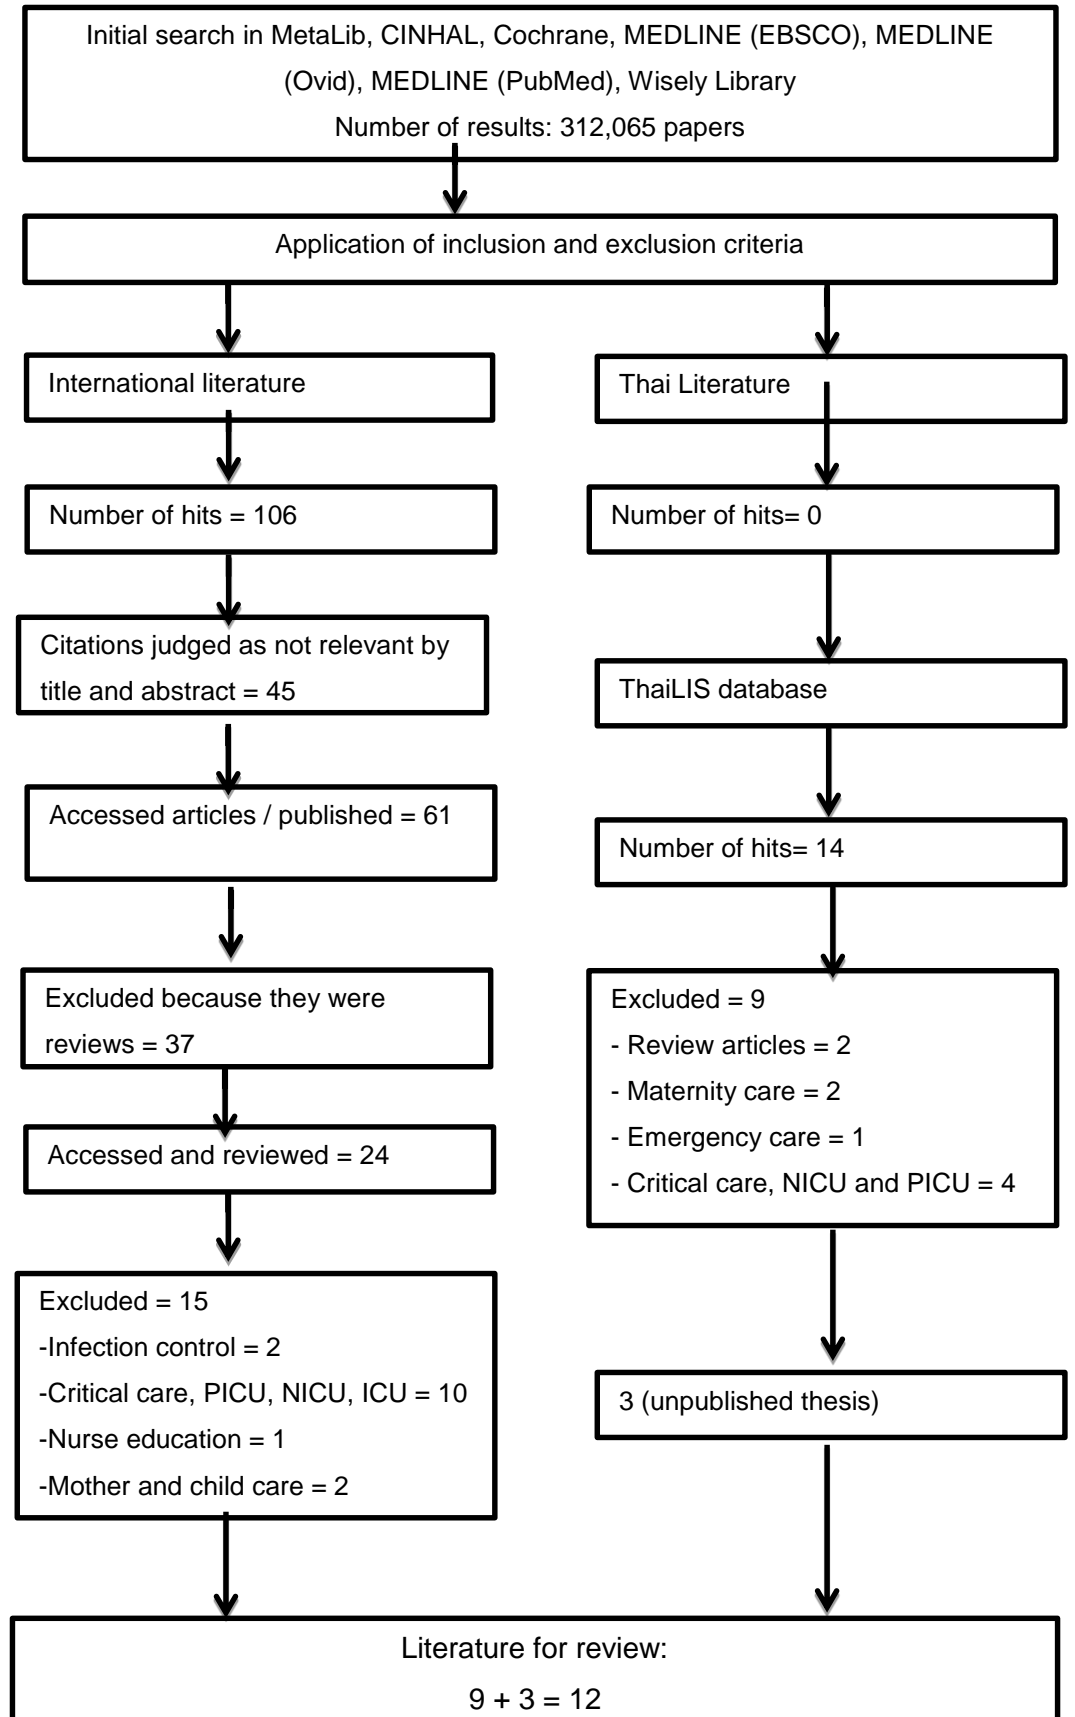 Initial search in MetaLib, CINHAL, Cochrane, MEDLINE (EBSCO), MEDLINE
(Ovid), MEDLINE (PubMed), Wisely Library
Number of results: 312,065 papers
Application of inclusion and exclusion criteria
International literature
Number of hits = 106
Citations judged as not relevant by
title and abstract = 45
Accessed articles / published = 61
Excluded because they were
reviews = 37
Accessed and reviewed = 24
Excluded = 15
-Infection control = 2
-Critical care, PICU, NICU, ICU = 10
-Nurse education = 1
-Mother and child care = 2
Thai Literature
Number of hits= 0
ThaiLIS database
Number of hits= 14
Excluded = 9
- Review articles = 2
- Maternity care = 2
- Emergency care = 1
- Critical care, NICU and PICU = 4
3 (unpublished thesis)
Literature for review:
9 + 3 = 12